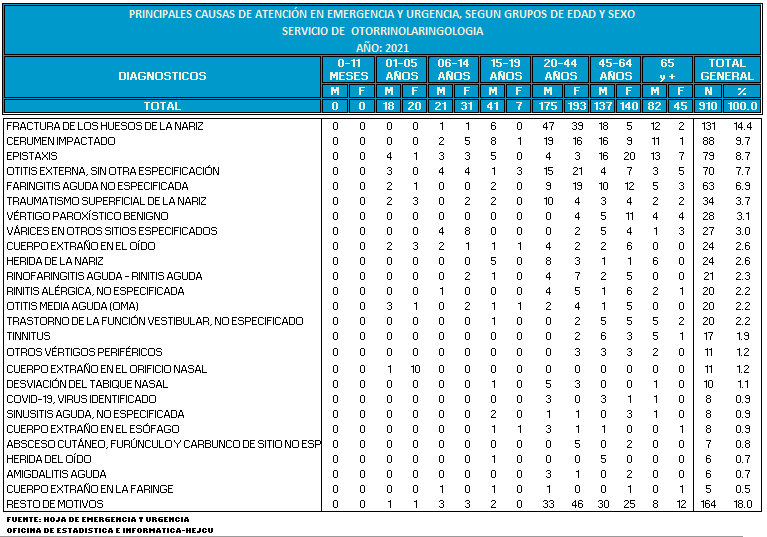 PRINCIPALES CAUSAS DE ATENCIÓN EN EMERGENCIA Y URGENCIA, SEGUN GRUPOS DE EDAD Y SEXO
SERVICIO DE OTORRINOLARINGOLOGIA
AÑO: 2021
DIAGNOSTICOS 0-11 MESES 01-05 AÑOS 06-14 AÑOS 15-19 AÑOS 20-44 AÑOS 45-64 AÑOS 65 y + TOTAL GENERAL
M F M F M F M F M F M F M F N %
TOTAL 0 0 18 20 21 31 41 7 175 193 137 140 82 45 910 100.0
FRACTURA DE LOS HUESOS DE LA NARIZ 0 0 0 0 1 1 6 0 47 39 18 5 12 2 131 14.4
CERUMEN IMPACTADO 0 0 0 0 2 5 8 1 19 16 16 9 11 1 88 9.7
EPISTAXIS 0 0 4 1 3 3 5 0 4 3 16 20 13 7 79 8.7
OTITIS EXTERNA, SIN OTRA ESPECIFICACIÓN 0 0 3 0 4 4 1 3 15 21 4 7 3 5 70 7.7
FARINGITIS AGUDA NO ESPECIFICADA 0 0 2 1 0 0 2 0 9 19 10 12 5 3 63 6.9
TRAUMATISMO SUPERFICIAL DE LA NARIZ 0 0 2 3 0 2 2 0 10 4 3 4 2 2 34 3.7
VÉRTIGO PAROXÍSTICO BENIGNO 0 0 0 0 0 0 0 0 0 4 5 11 4 4 28 3.1
VÁRICES EN OTROS SITIOS ESPECIFICADOS 0 0 0 0 4 8 0 0 0 2 5 4 1 3 27 3.0
CUERPO EXTRAÑO EN EL OÍDO 0 0 2 3 2 1 1 1 4 2 2 6 0 0 24 2.6
HERIDA DE LA NARIZ 0 0 0 0 0 0 5 0 8 3 1 1 6 0 24 2.6
RINOFARINGITIS AGUDA - RINITIS AGUDA 0 0 0 0 0 2 1 0 4 7 2 5 0 0 21 2.3
RINITIS ALÉRGICA, NO ESPECIFICADA 0 0 0 0 1 0 0 0 4 5 1 6 2 1 20 2.2
OTITIS MEDIA AGUDA (OMA) 0 0 3 1 0 2 1 1 2 4 1 5 0 0 20 2.2
TRASTORNO DE LA FUNCIÓN VESTIBULAR, NO ESPECIFICADO 0 0 0 0 0 0 1 0 0 2 5 5 5 2 20 2.2
TINNITUS 0 0 0 0 0 0 0 0 2 6 3 5 1 17 1.9
OTROS VÉRTIGOS PERIFÉRICOS 0 0 0 0 0 0 0 0 0 3 3 3 2 0 11 1.2
CUERPO EXTRAÑO EN EL ORIFICIO NASAL 0 0 1 10 0 0 0 0 0 0 0 0 0 0 11 1.2
DESVIACIÓN DEL TABIQUE NASAL 0 0 0 0 0 0 1 0 5 3 0 0 1 0 10 1.1
COVID-19, VIRUS IDENTIFICADO 0 0 0 0 0 0 0 0 3 0 3 1 1 0 8 0.9
SINUSITIS AGUDA, NO ESPECIFICADA 0 0 0 0 0 0 2 0 1 1 0 3 1 0 8 0.9
CUERPO EXTRAÑO EN EL ESÓFAGO 0 0 0 0 0 0 1 1 3 1 1 0 0 1 8 0.9
ABSCESO CUTÁNEO, FURÚNCULO Y CARBUNCO DE SITIO NO ESP 0 0 0 0 0 0 0 0 0 5 0 2 0 0 7 0.8
HERIDA DEL OÍDO 0 0 0 0 0 0 1 0 0 0 5 0 0 0 6 0.7
AMIGDALITIS AGUDA 0 0 0 0 0 0 0 0 3 1 0 2 0 0 6 0.7
CUERPO EXTRAÑO EN LA FARINGE 0 0 0 0 1 0 1 0 1 0 0 1 0 1 5 0.5
RESTO DE MOTIVOS 0 0 1 1 3 3 2 0 33 46 30 25 8 12 164 18.0
FUENTE: HOJA DE EMERGENCIA Y URGENCIA
OFICINA DE ESTADISTICA E INFORMATICA-HEJCU